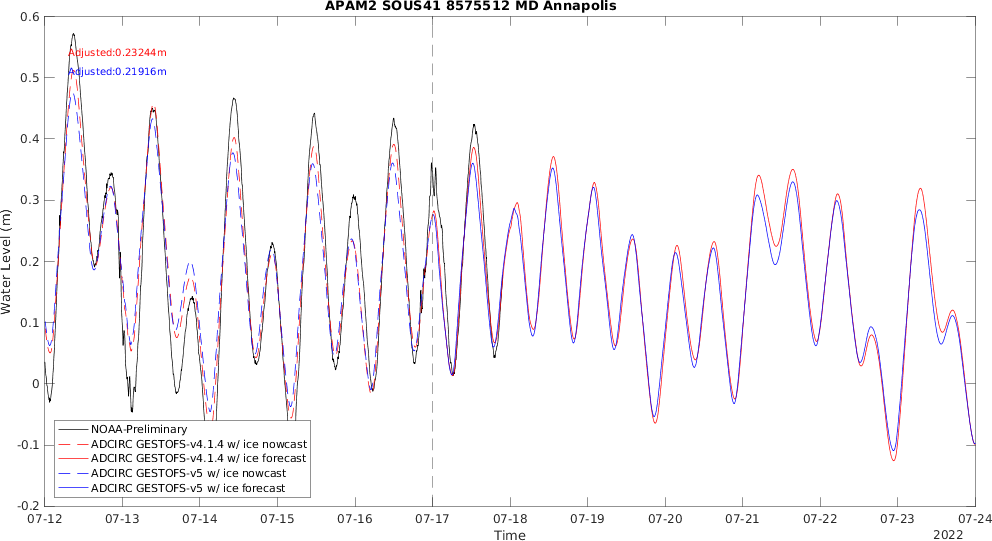 APAM2 SOUS41 8575512 MD Annapolis
Water Level (m)
0.6
0.5
0.4
0.3
0.2
0.1
0
-0.1
-0.2
Adjusted:0.23244m
Adjusted:0.21916m
NOAA-Preliminary
ADCIRC GESTOFS-v4.1.4 w/ ice nowcast
ADCIRC GESTOFS-v4.1.4 w/ ice forecast
ADCIRC GESTOFS-v5 w/ ice nowcast
ADCIRC GESTOFS-v5 w/ ice forecast
07-12 07-13 07-14 07-15 07-16 07-17 07-18 07-19 07-20 07-21 07-22 07-23 07-24
Time
2022